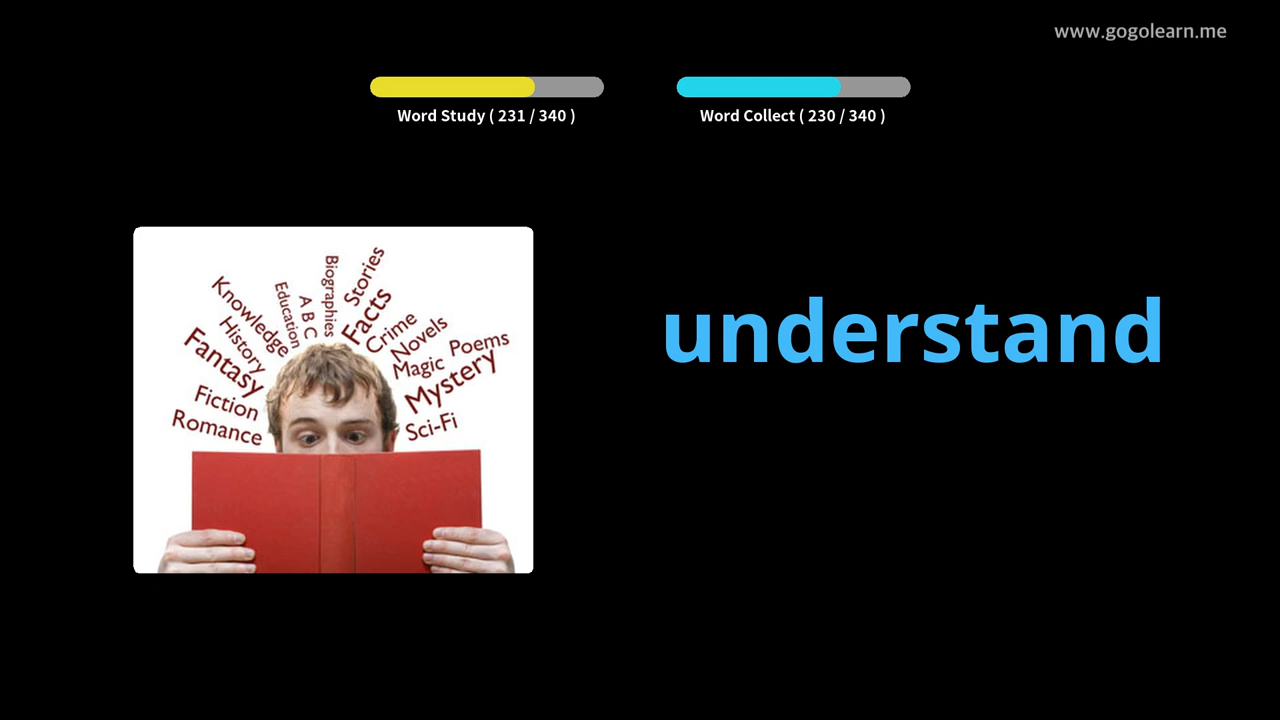 www.gogolearn.me
Word Study ( 231 / 340 )
Word Collect ( 230 / 340 )
understand
Romance
Fiction
Fantasy
History
Knowledge
Education
A B C
Biographies
Stories
Facts
Crime
Novels
Magic
Poems
Mystery
Sci-Fi